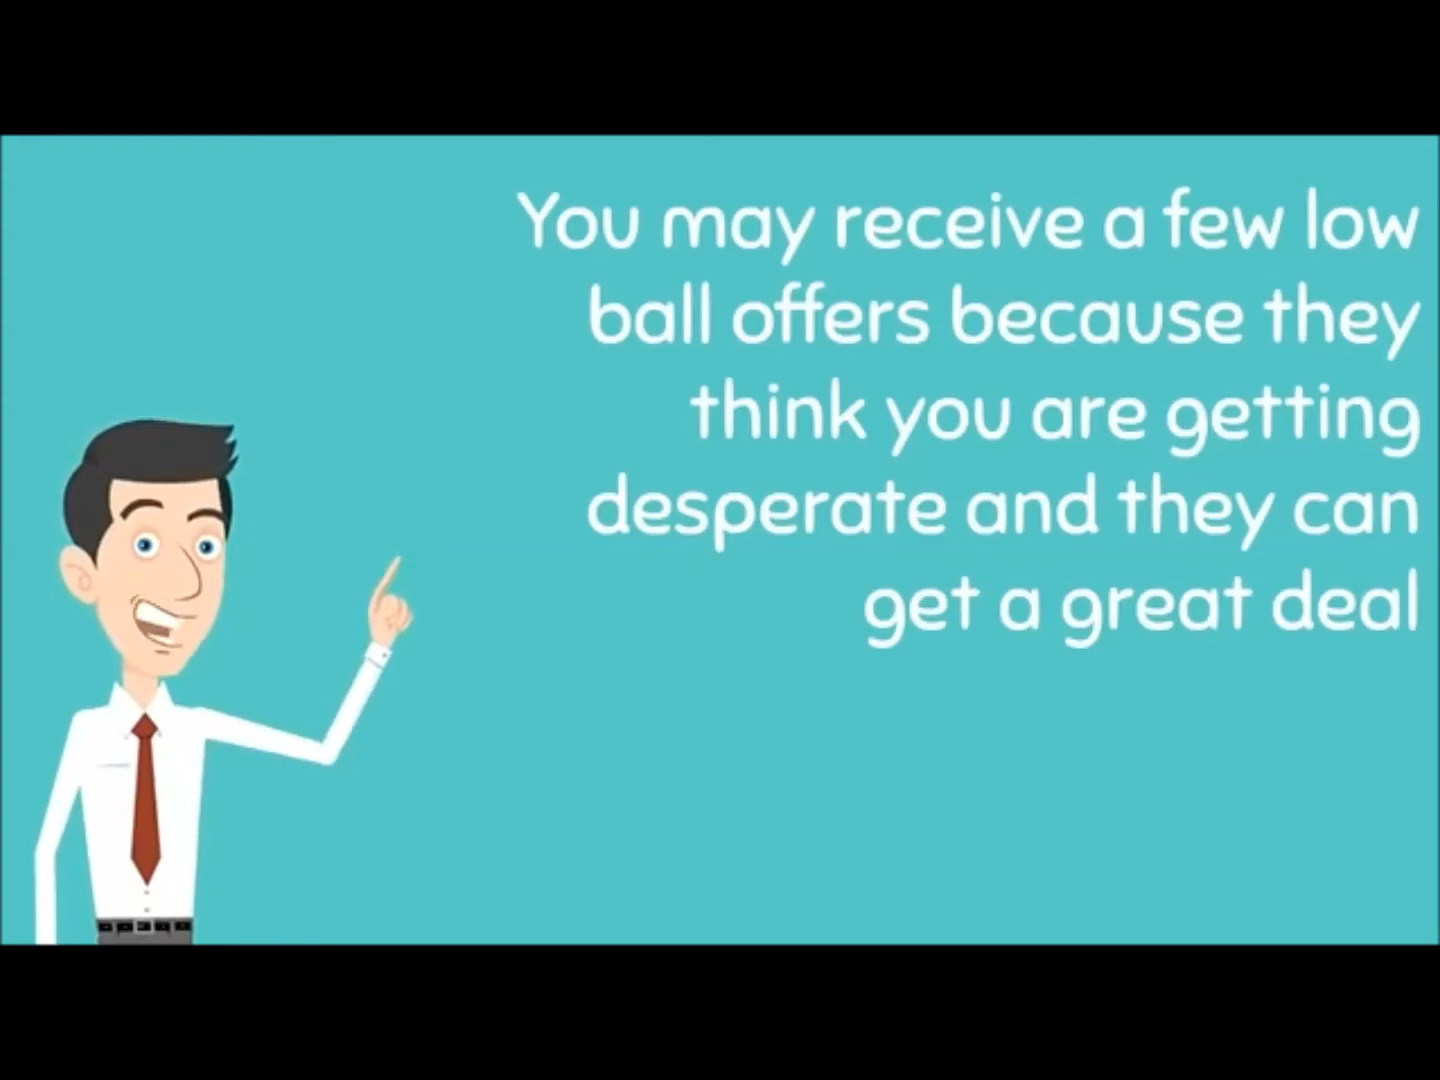 You may receive a few low
ball offers because they
think you are getting
desperate and they can
get a great deal